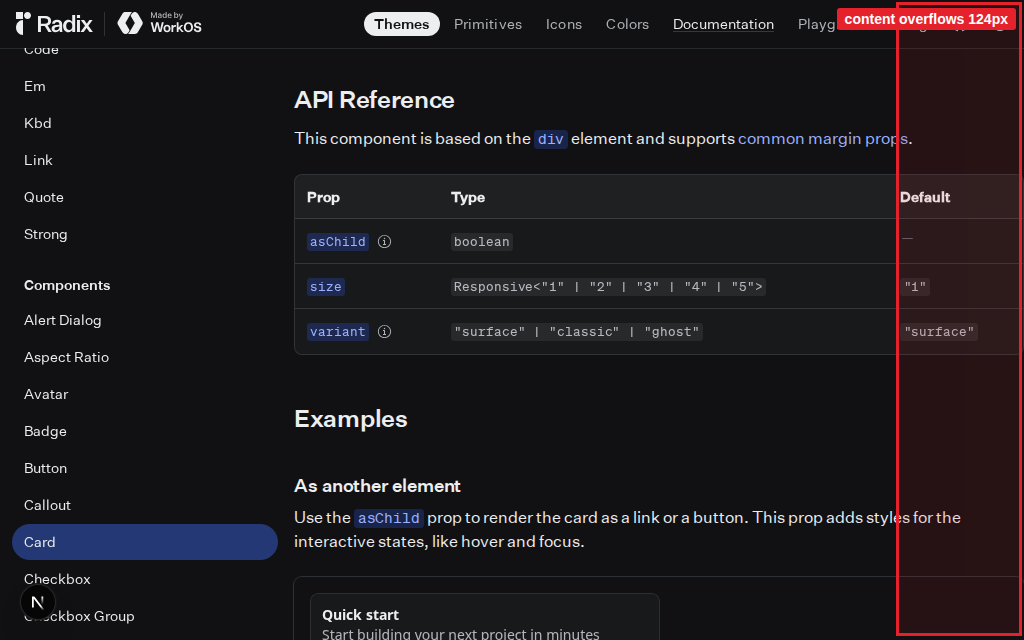 Radix
Made by
WorkOS
Themes
Primitives
Icons
Colors
Documentation
content overflows 124px
Code
Em
Kbd
Link
Quote
Strong
Components
Alert Dialog
Aspect Ratio
Avatar
Badge
Button
Callout
Card
Checkbox
Checkbox Group
N
API Reference
This component is based on the div element and supports common margin props.
Prop Type Default
asChild boolean —
size Responsive<"1" | "2" | "3" | "4" | "5"> "1"
variant "surface" | "classic" | "ghost" "surface"
Examples
As another element
Use the asChild prop to render the card as a link or a button. This prop adds styles for the
interactive states, like hover and focus.
Quick start
Start building your next project in minutes